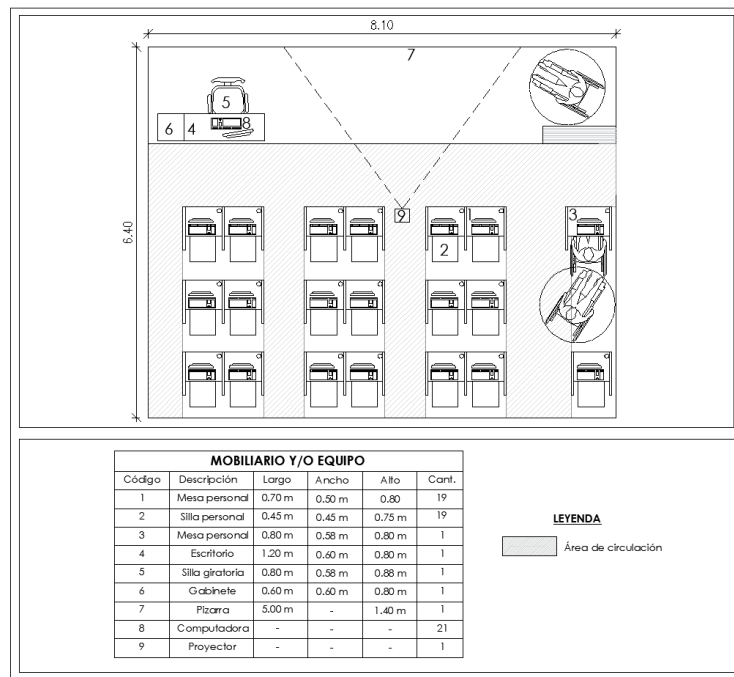 8.10
7
5
6 4 8
6.40
9
1
3
2
MOBILIARIO Y/O EQUIPO
Código Descripción Largo Ancho Alto Cant.
1 Mesa personal 0.70 m 0.50 m 0.80 19
2 Silla personal 0.45 m 0.45 m 0.75 m 19
3 Mesa personal 0.80 m 0.58 m 0.80 m 1
4 Escritorio 1.20 m 0.60 m 0.80 m 1
5 Silla giratoria 0.80 m 0.58 m 0.88 m 1
6 Gabinete 0.60 m 0.60 m 0.80 m 1
7 Pizarra 5.00 m - 1.40 m 1
8 Computadora - - - 21
9 Proyector - - - 1
LEYENDA
Área de circulación